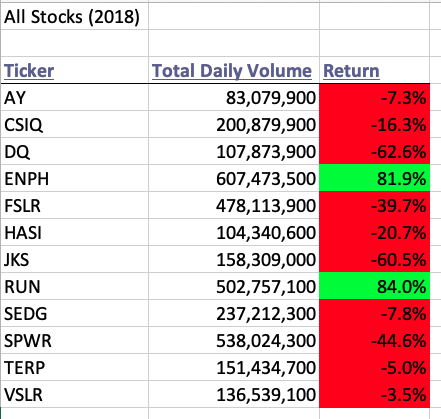 All Stocks (2018)
Ticker Total Daily Volume Return
AY 83,079,900 -7.3%
CSIQ 200,879,900 -16.3%
DQ 107,873,900 -62.6%
ENPH 607,473,500 81.9%
FSLR 478,113,900 -39.7%
HASI 104,340,600 -20.7%
JKS 158,309,000 -60.5%
RUN 502,757,100 84.0%
SEDG 237,212,300 -7.8%
SPWR 538,024,300 -44.6%
TERP 151,434,700 -5.0%
VSLR 136,539,100 -3.5%